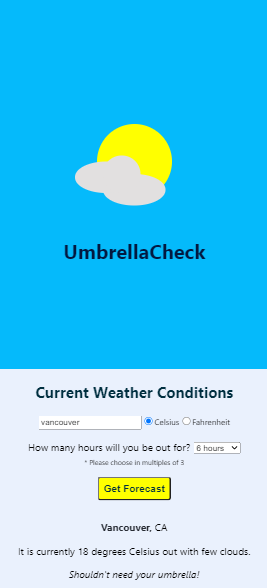 UmbrellaCheck
Current Weather Conditions
vancouver Celsius Fahrenheit
How many hours will you be out for? 6 hours
* Please choose in multiples of 3
Get Forecast
Vancouver, CA
It is currently 18 degrees Celsius out with few clouds.
Shouldn't need your umbrella!